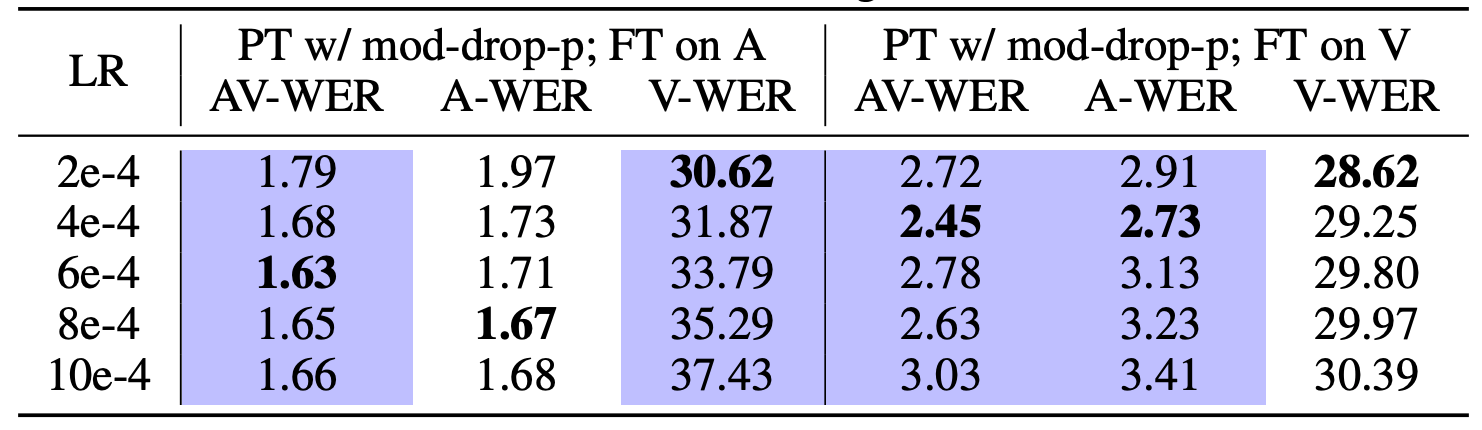 LR PT w/ mod-drop-p; FT on A PT w/ mod-drop-p; FT on V
AV-WER A-WER V-WER AV-WER A-WER V-WER
2e-4 1.79 1.97 30.62 2.72 2.91 28.62
4e-4 1.68 1.73 31.87 2.45 2.73 29.25
6e-4 1.63 1.71 33.79 2.78 3.13 29.80
8e-4 1.65 1.67 35.29 2.63 3.23 29.97
10e-4 1.66 1.68 37.43 3.03 3.41 30.39